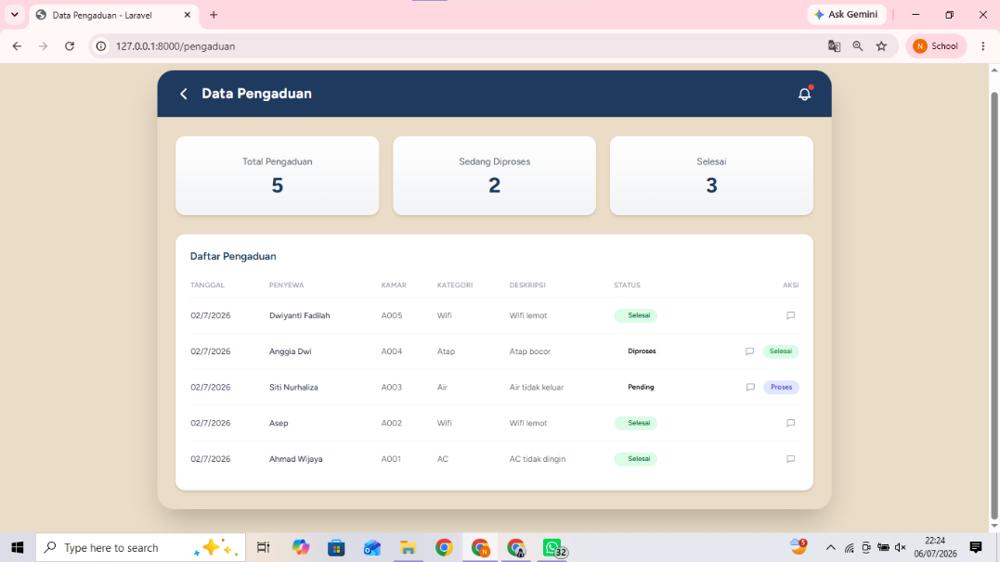 Data Pengaduan - Laravel
Ask Gemini
127.0.0.1:8000/pengaduan
N School
Data Pengaduan
Total Pengaduan
5
Sedang Diproses
2
Selesai
3
Daftar Pengaduan
TANGGAL PENYEWA KAMAR KATEGORI DESKRIPSI STATUS AKSI
02/7/2026 Dwiyanti Fadilah A005 Wifi Wifi lemot Selesai
02/7/2026 Anggia Dwi A004 Atap Atap bocor Diproses Selesai
02/7/2026 Siti Nurhaliza A003 Air Air tidak keluar Pending Proses
02/7/2026 Asep A002 Wifi Wifi lemot Selesai
02/7/2026 Ahmad Wijaya A001 AC AC tidak dingin Selesai
Type here to search
N
32
5
22:24
06/07/2026